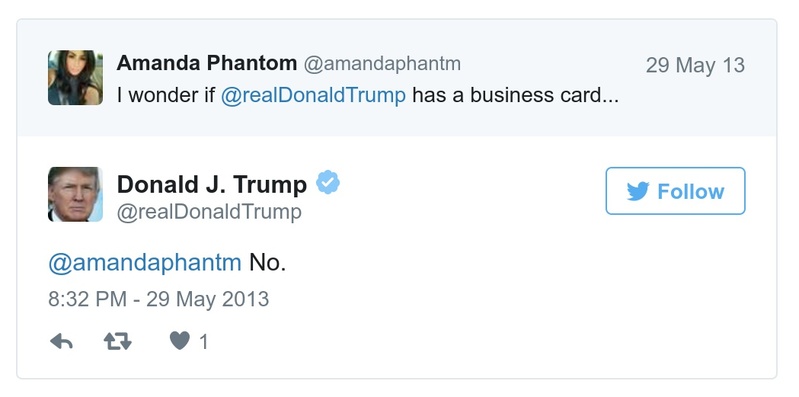 Amanda Phantom @amandaphantm 29 May 13
I wonder if @realDonaldTrump has a business card...
Donald J. Trump
@realDonaldTrump
Follow
@amandaphantm No.
8:32 PM - 29 May 2013
1